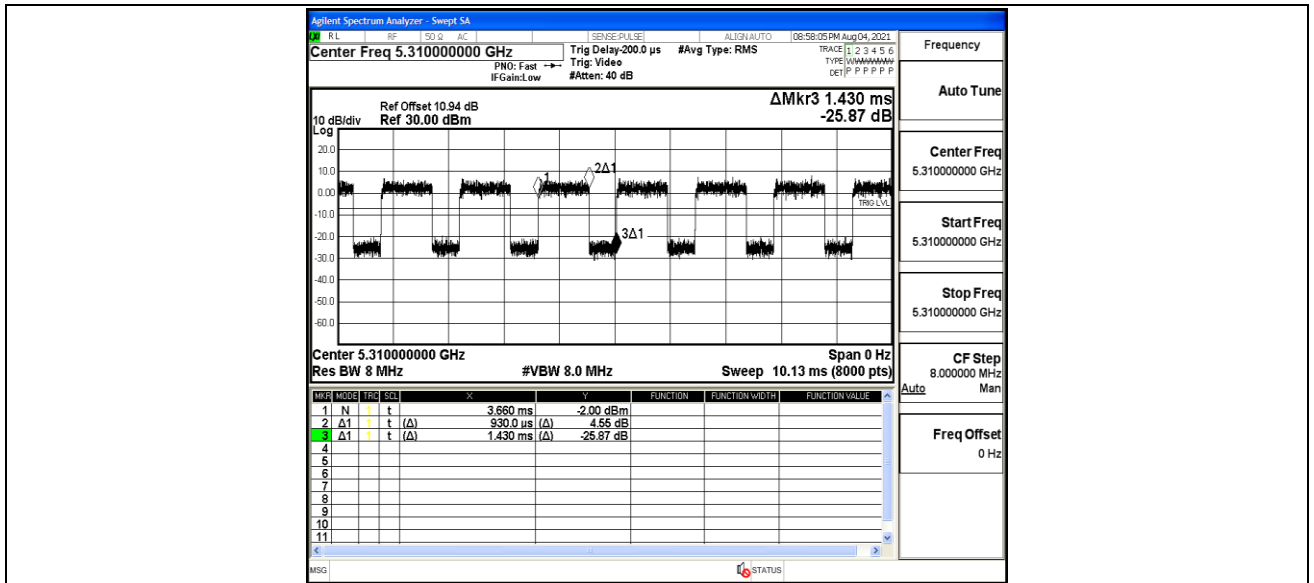 Agilent Spectrum Analyzer - Swept SA
LXI RL RF 50 Ω AC SENSE:PULSE ALIGN AUTO 08:58:05 PM Aug 04, 2021
Center Freq 5.310000000 GHz
PNO: Fast
IFGain:Low
Trig Delay-200.0 µs
Trig: Video
#Atten: 40 dB
#Avg Type: RMS
TRACE 1 2 3 4 5 6
TYPE
DET P P P P P P
ΔMkr3 1.430 ms
-25.87 dB
Ref Offset 10.94 dB
10 dB/div Ref 30.00 dBm
Log
20.0
10.0
0.00
-10.0
-20.0
-30.0
-40.0
-50.0
-60.0
1
2Δ1
3Δ1
TRIG LVL
Center 5.310000000 GHz Span 0 Hz
Res BW 8 MHz #VBW 8.0 MHz Sweep 10.13 ms (8000 pts)
MKR MODE TRC SCL X Y FUNCTION FUNCTION WIDTH FUNCTION VALUE
1 N 1 t 3.660 ms -2.00 dBm
2 Δ1 1 t (Δ) 930.0 µs (Δ) 4.55 dB
3 Δ1 1 t (Δ) 1.430 ms (Δ) -25.87 dB
4
5
6
7
8
9
10
11
MSG STATUS
Frequency
Auto Tune
Center Freq
5.310000000 GHz
Start Freq
5.310000000 GHz
Stop Freq
5.310000000 GHz
CF Step
8.000000 MHz
Auto Man
Freq Offset
0 Hz